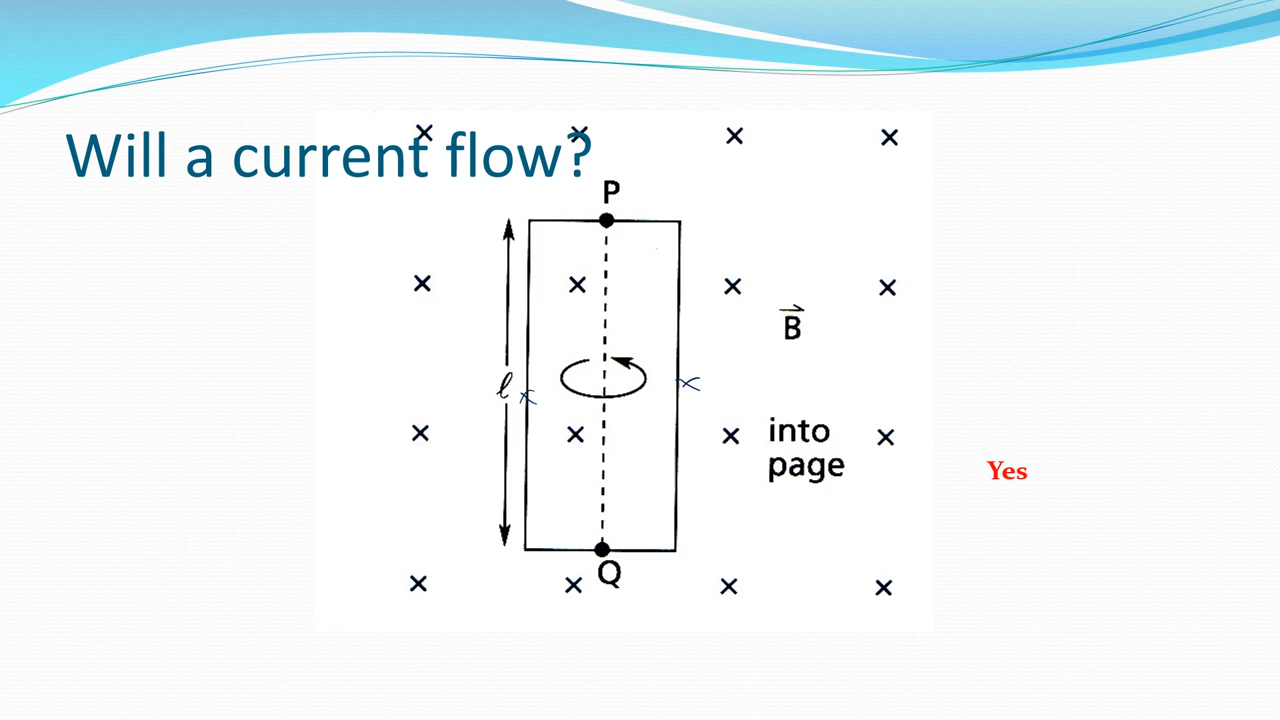 Will a current flow?
P
B
ℓ
into
page
Yes
Q